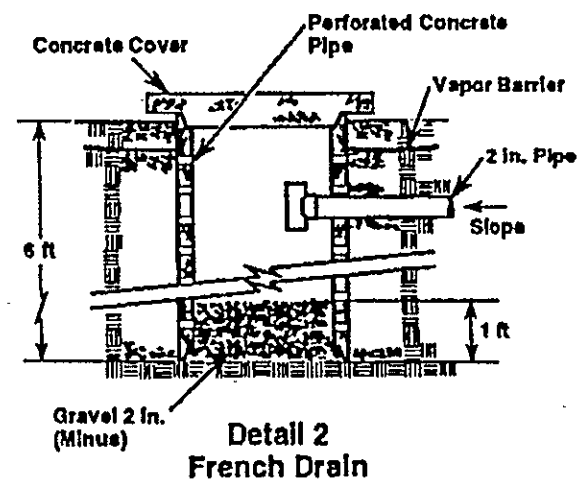 Perforated Concrete
Pipe
Concrete Cover
Vapor Barrier
2 in. Pipe
Slope
6 ft
1 ft
Gravel 2 in.
(Minus)
Detail 2
French Drain